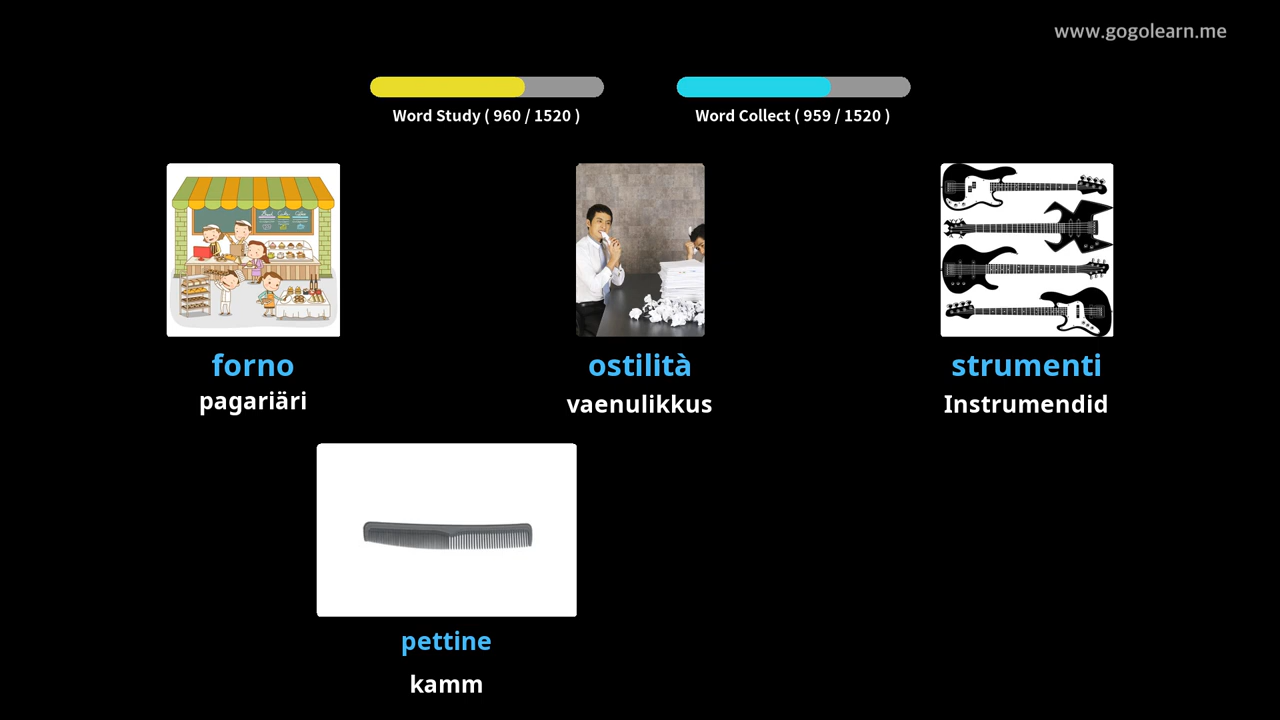 www.gogolearn.me
Word Study ( 960 / 1520 )
Word Collect ( 959 / 1520 )
forno
pagariäri
ostilità
vaenulikkus
strumenti
Instrumendid
pettine
kamm